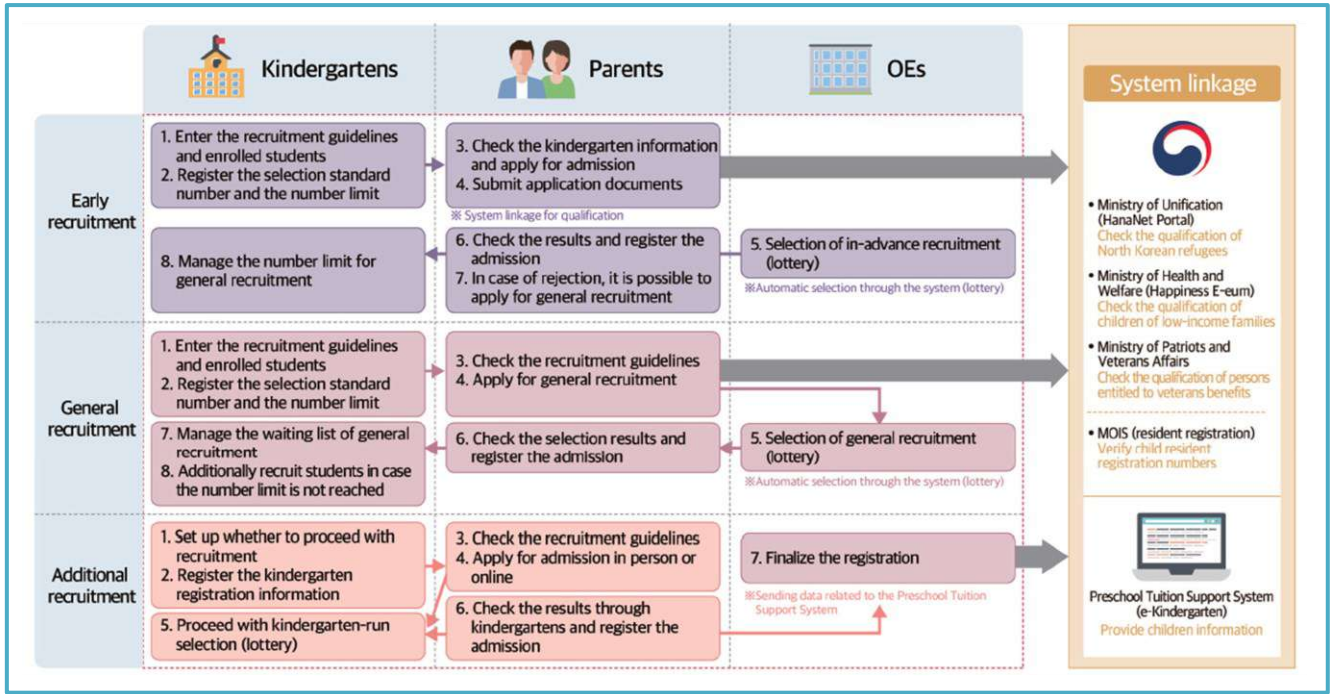 Kindergartens
Parents
OEs
Early
recruitment
1. Enter the recruitment guidelines
and enrolled students
2. Register the selection standard
number and the number limit
3. Check the kindergarten information
and apply for admission
4. Submit application documents
※ System linkage for qualification
8. Manage the number limit for
general recruitment
6. Check the results and register the
admission
7. In case of rejection, it is possible to
apply for general recruitment
5. Selection of in-advance recruitment
(lottery)
※Automatic selection through the system (lottery)
General
recruitment
1. Enter the recruitment guidelines
and enrolled students
2. Register the selection standard
number and the number limit
3. Check the recruitment guidelines
4. Apply for general recruitment
7. Manage the waiting list of general
recruitment
8. Additionally recruit students in case
the number limit is not reached
6. Check the selection results and
register the admission
5. Selection of general recruitment
(lottery)
※Automatic selection through the system (lottery)
Additional
recruitment
1. Set up whether to proceed with
recruitment
2. Register the kindergarten
registration information
3. Check the recruitment guidelines
4. Apply for admission in person or
online
7. Finalize the registration
※Sending data related to the Preschool Tuition
Support System
5. Proceed with kindergarten-run
selection (lottery)
6. Check the results through
kindergartens and register the
admission
System linkage
• Ministry of Unification
(HanaNet Portal)
Check the qualification of
North Korean refugees
• Ministry of Health and
Welfare (Happiness E-eum)
Check the qualification of
children of low-income families
• Ministry of Patriots and
Veterans Affairs
Check the qualification of persons
entitled to veterans benefits
• MOIS (resident registration)
Verify child resident
registration numbers
Preschool Tuition Support System
(e-Kindergarten)
Provide children information